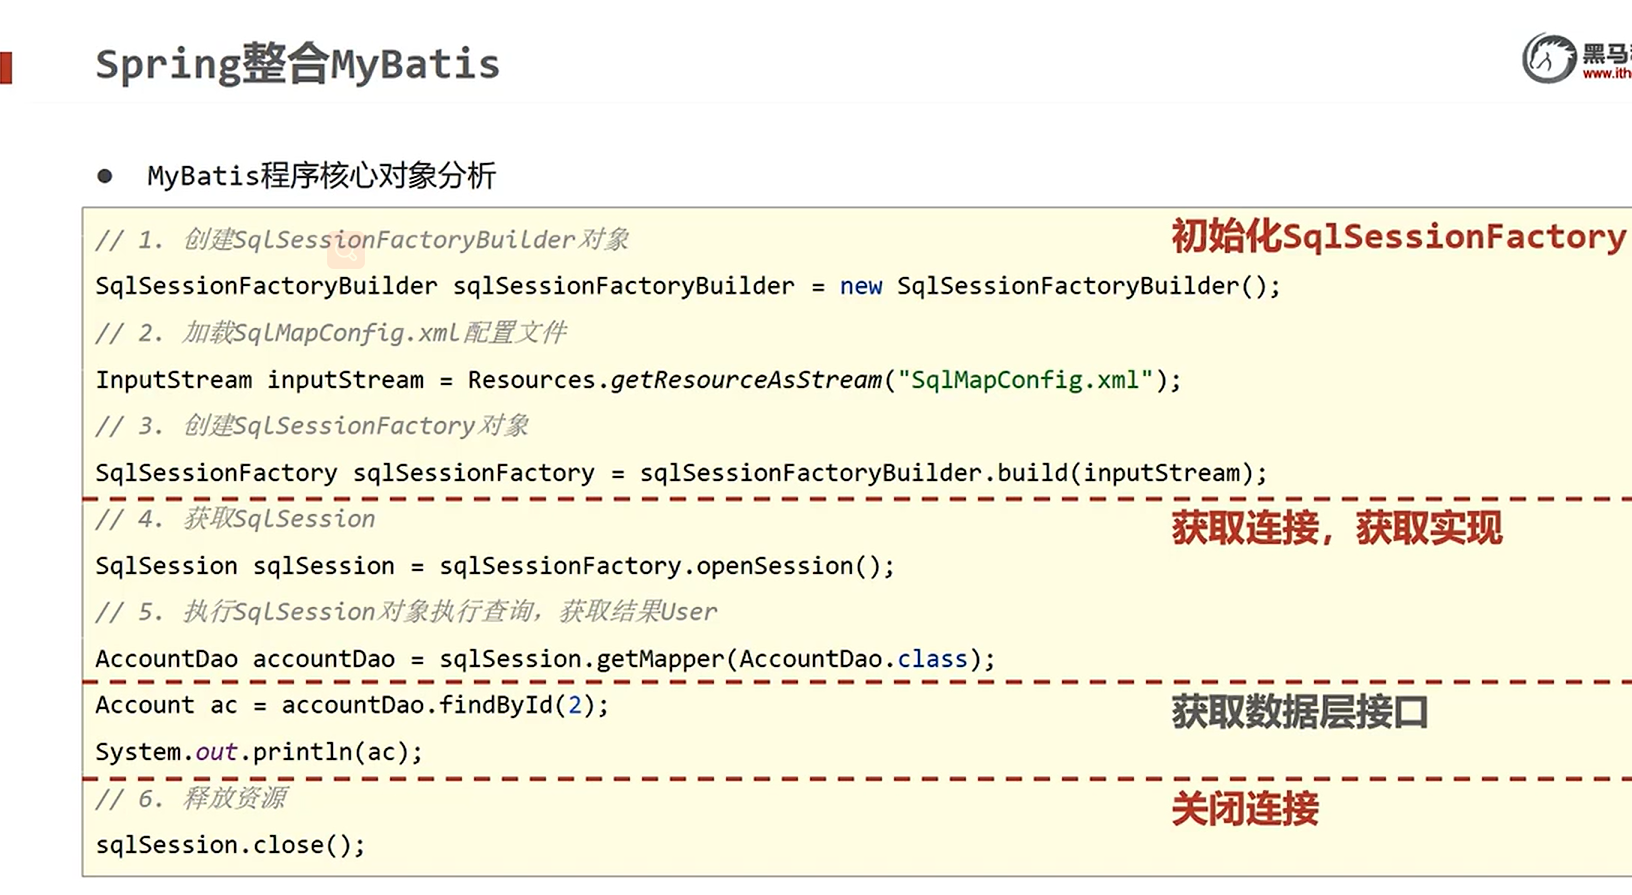 Spring整合MyBatis
黑马
www.ith
● MyBatis程序核心对象分析
// 1. 创建SqlSessionFactoryBuilder对象
初始化SqlSessionFactory
SqlSessionFactoryBuilder sqlSessionFactoryBuilder = new SqlSessionFactoryBuilder();
// 2. 加载SqlMapConfig.xml配置文件
InputStream inputStream = Resources.getResourceAsStream("SqlMapConfig.xml");
// 3. 创建SqlSessionFactory对象
SqlSessionFactory sqlSessionFactory = sqlSessionFactoryBuilder.build(inputStream);
// 4. 获取SqlSession
获取连接，获取实现
SqlSession sqlSession = sqlSessionFactory.openSession();
// 5. 执行SqlSession对象执行查询，获取结果User
AccountDao accountDao = sqlSession.getMapper(AccountDao.class);
Account ac = accountDao.findById(2);
获取数据层接口
System.out.println(ac);
// 6. 释放资源
关闭连接
sqlSession.close();